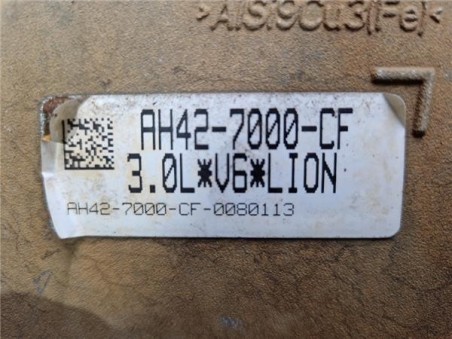 >AlSi9Cu3(Fe)<
AH42-7000-CF
3.0L*V6*LION
AH42-7000-CF-0080113